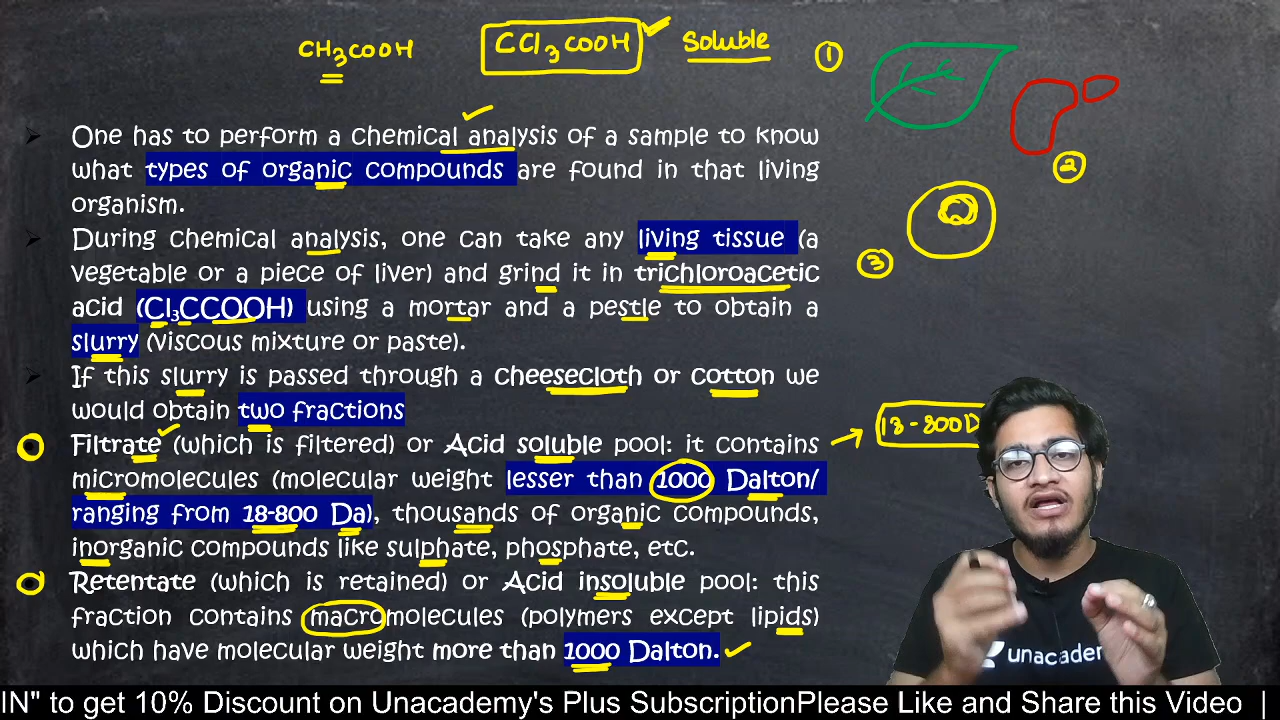 CH3COOH
CCl3COOH
Soluble
1
One has to perform a chemical analysis of a sample to know
what types of organic compounds are found in that living
organism.
2
During chemical analysis, one can take any living tissue (a
vegetable or a piece of liver) and grind it in trichloroacetic
3
acid (Cl₃CCOOH) using a mortar and a pestle to obtain a
slurry (viscous mixture or paste).
If this slurry is passed through a cheesecloth or cotton we
would obtain two fractions
Filtrate (which is filtered) or Acid soluble pool: it contains
18-800D
micromolecules (molecular weight lesser than 1000 Dalton/
ranging from 18-800 Da), thousands of organic compounds,
inorganic compounds like sulphate, phosphate, etc.
Retentate (which is retained) or Acid insoluble pool: this
fraction contains macromolecules (polymers except lipids)
which have molecular weight more than 1000 Dalton.
unacadem
IN" to get 10% Discount on Unacademy's Plus SubscriptionPlease Like and Share this Video |